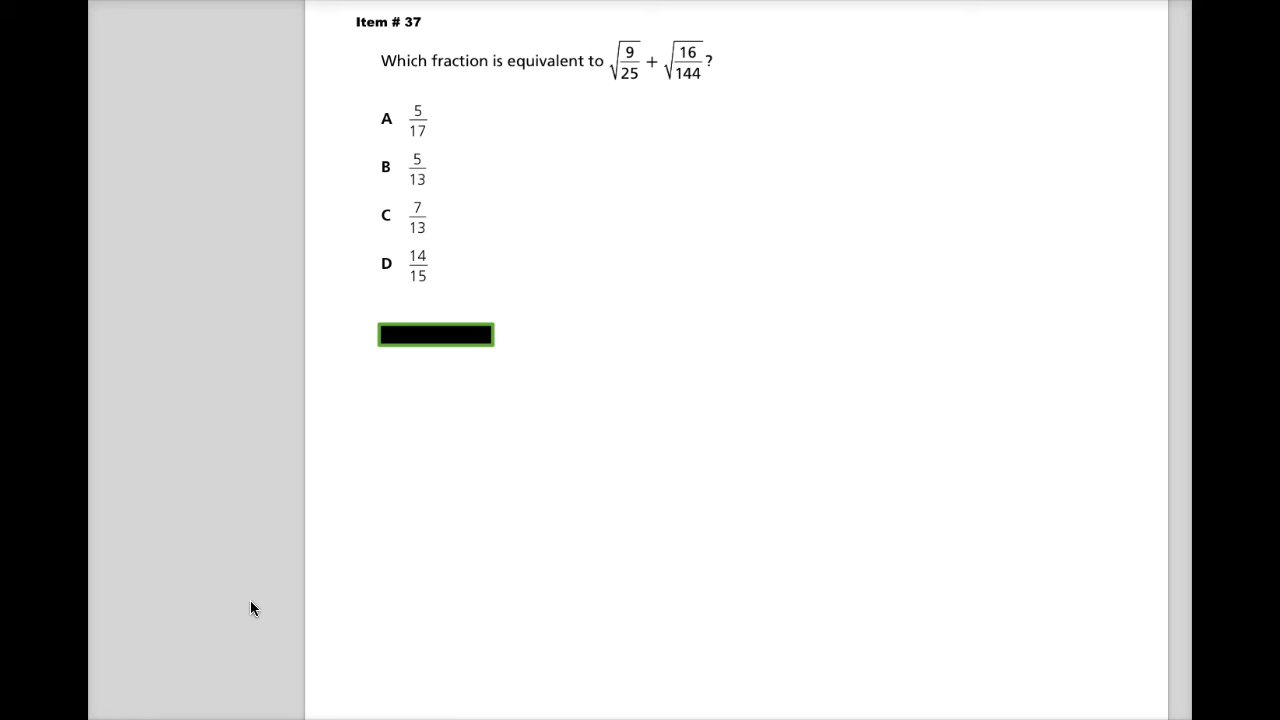 Item # 37
Which fraction is equivalent to √(9/25) + √(16/144) ?
A 5/17
B 5/13
C 7/13
D 14/15